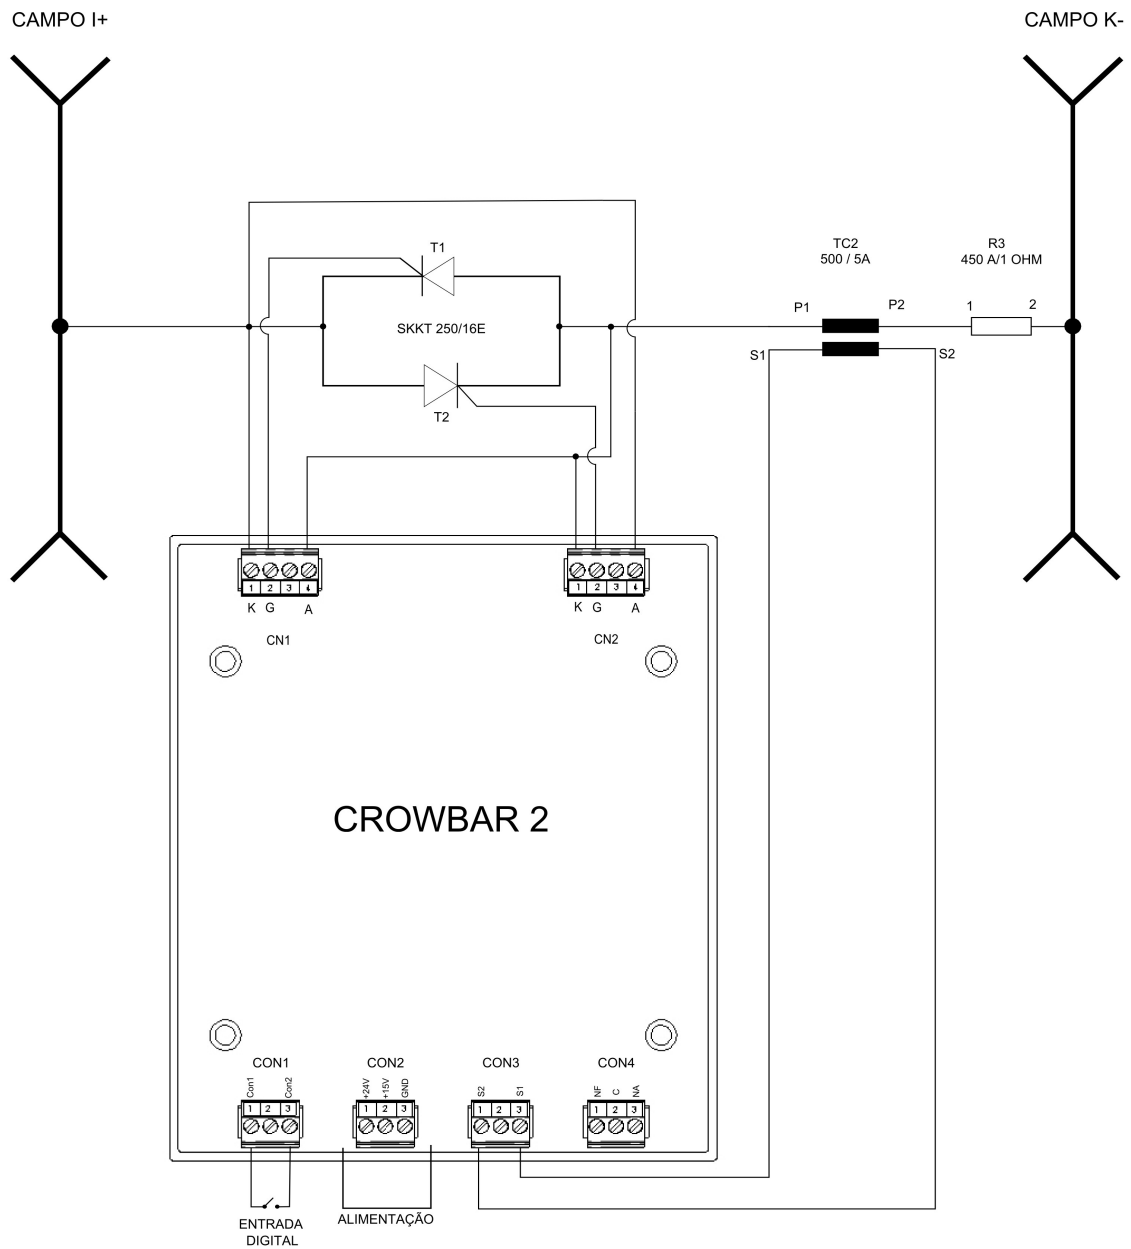 CAMPO I+
CAMPO K-
T1
TC2
500 / 5A
R3
450 A/1 OHM
SKKT 250/16E
P1
P2
1
2
S1
S2
T2
1 2 3 4
K G A
CN1
1 2 3 4
K G A
CN2
CROWBAR 2
CON1
CON2
CON3
CON4
Con1
Con2
+24V
+15V
GND
S2
S1
NF
C
NA
1 2 3
1 2 3
1 2 3
1 2 3
ENTRADA
DIGITAL
ALIMENTAÇÃO